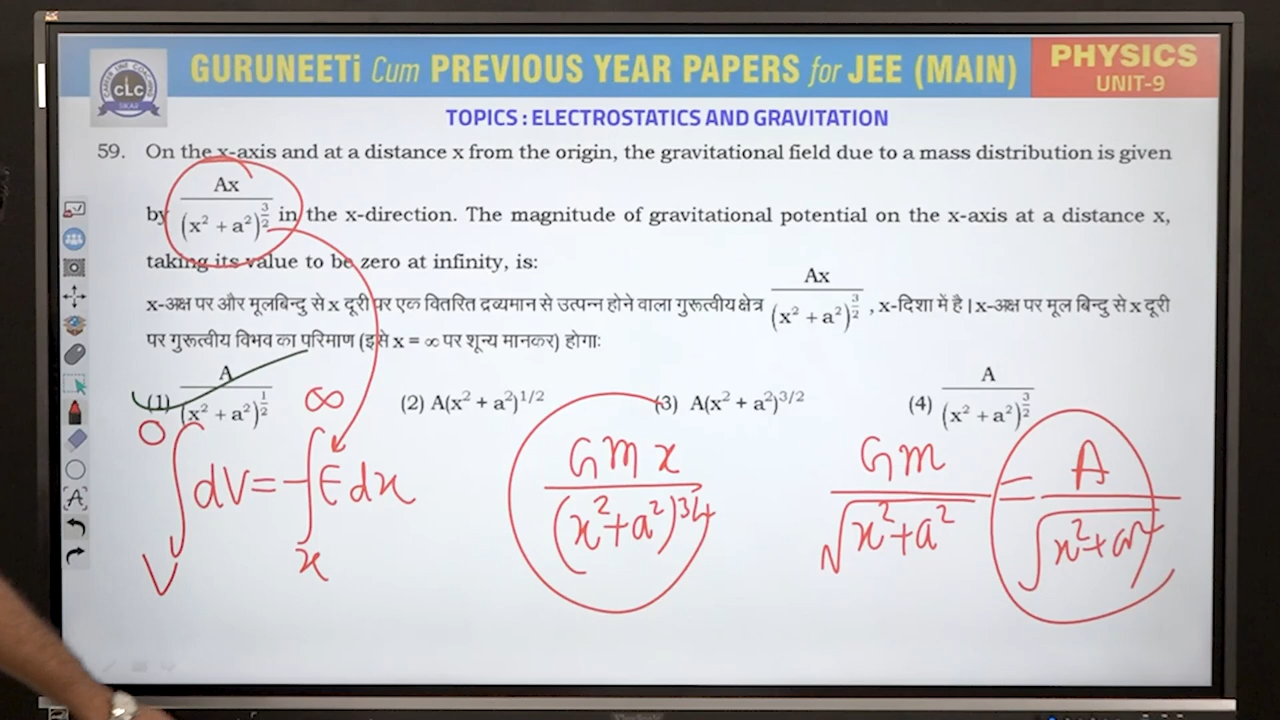 GURUNEETi Cum PREVIOUS YEAR PAPERS for JEE (MAIN)
PHYSICS
UNIT-9
CLC
SIKAR
TOPICS : ELECTROSTATICS AND GRAVITATION
59. On the x-axis and at a distance x from the origin, the gravitational field due to a mass distribution is given
by Ax/(x² + a²)^(3/2) in the x-direction. The magnitude of gravitational potential on the x-axis at a distance x,
taking its value to be zero at infinity, is:
x-अक्ष पर और मूलबिन्दु से x दूरी पर एक वितरित द्रव्यमान से उत्पन्न होने वाला गुरूत्वीय क्षेत्र Ax/(x² + a²)^(3/2), x-दिशा में है। x-अक्ष पर मूल बिन्दु से x दूरी
पर गुरूत्वीय विभव का परिमाण (इसे x = ∞ पर शून्य मानकर) होगाः
(1) A/(x² + a²)^(1/2) (2) A(x² + a²)^1/2 (3) A(x² + a²)^3/2 (4) A/(x² + a²)^(3/2)
∫_V^0 dV = -∫_x^∞ E dx
GMx/(x²+a²)^3/2
GM/√(x²+a²) = A/√(x²+a²)